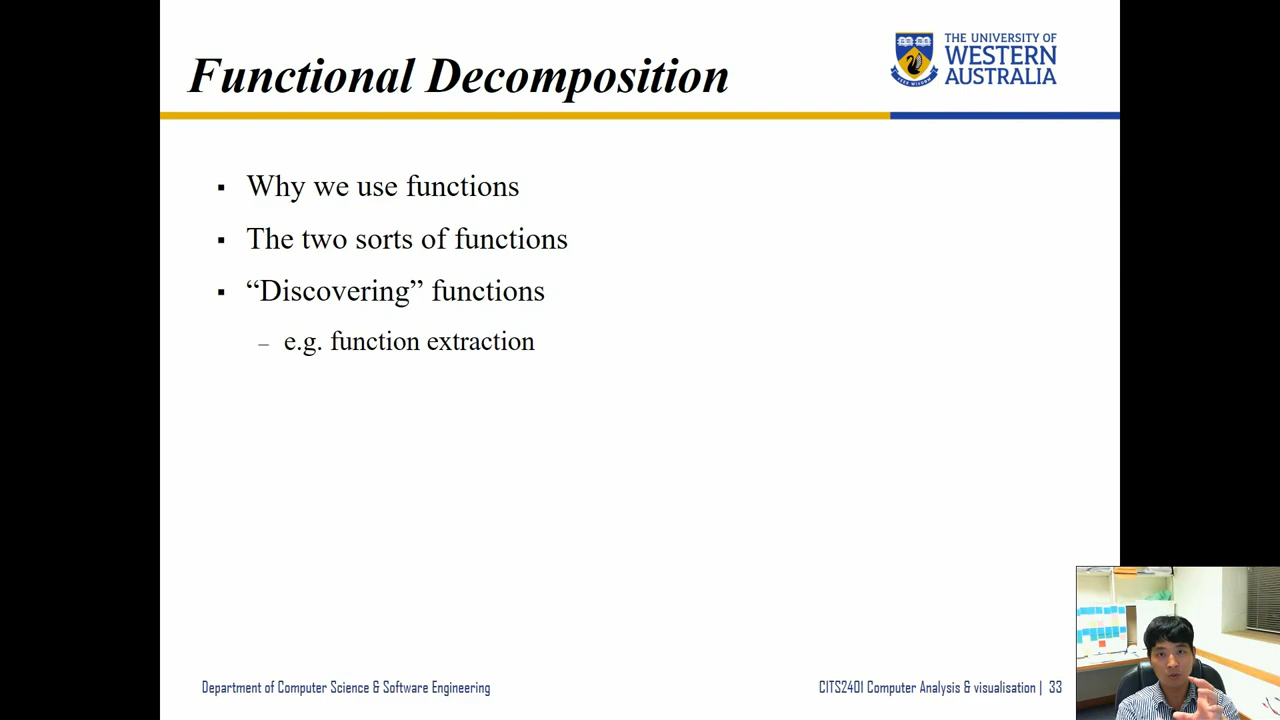 Functional Decomposition
THE UNIVERSITY OF
WESTERN
AUSTRALIA
▪ Why we use functions
▪ The two sorts of functions
▪ “Discovering” functions
– e.g. function extraction
Department of Computer Science & Software Engineering
CITS2401 Computer Analysis & visualisation | 33